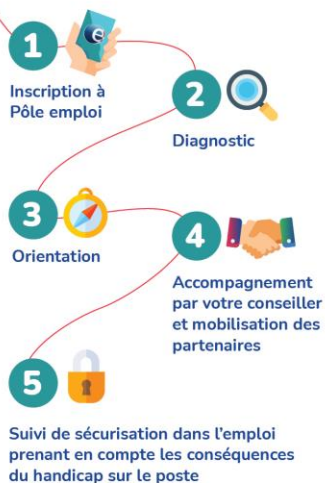 1
Inscription à
Pôle emploi
2
Diagnostic
3
Orientation
4
Accompagnement
par votre conseiller
et mobilisation des
partenaires
5
Suivi de sécurisation dans l'emploi
prenant en compte les conséquences
du handicap sur le poste